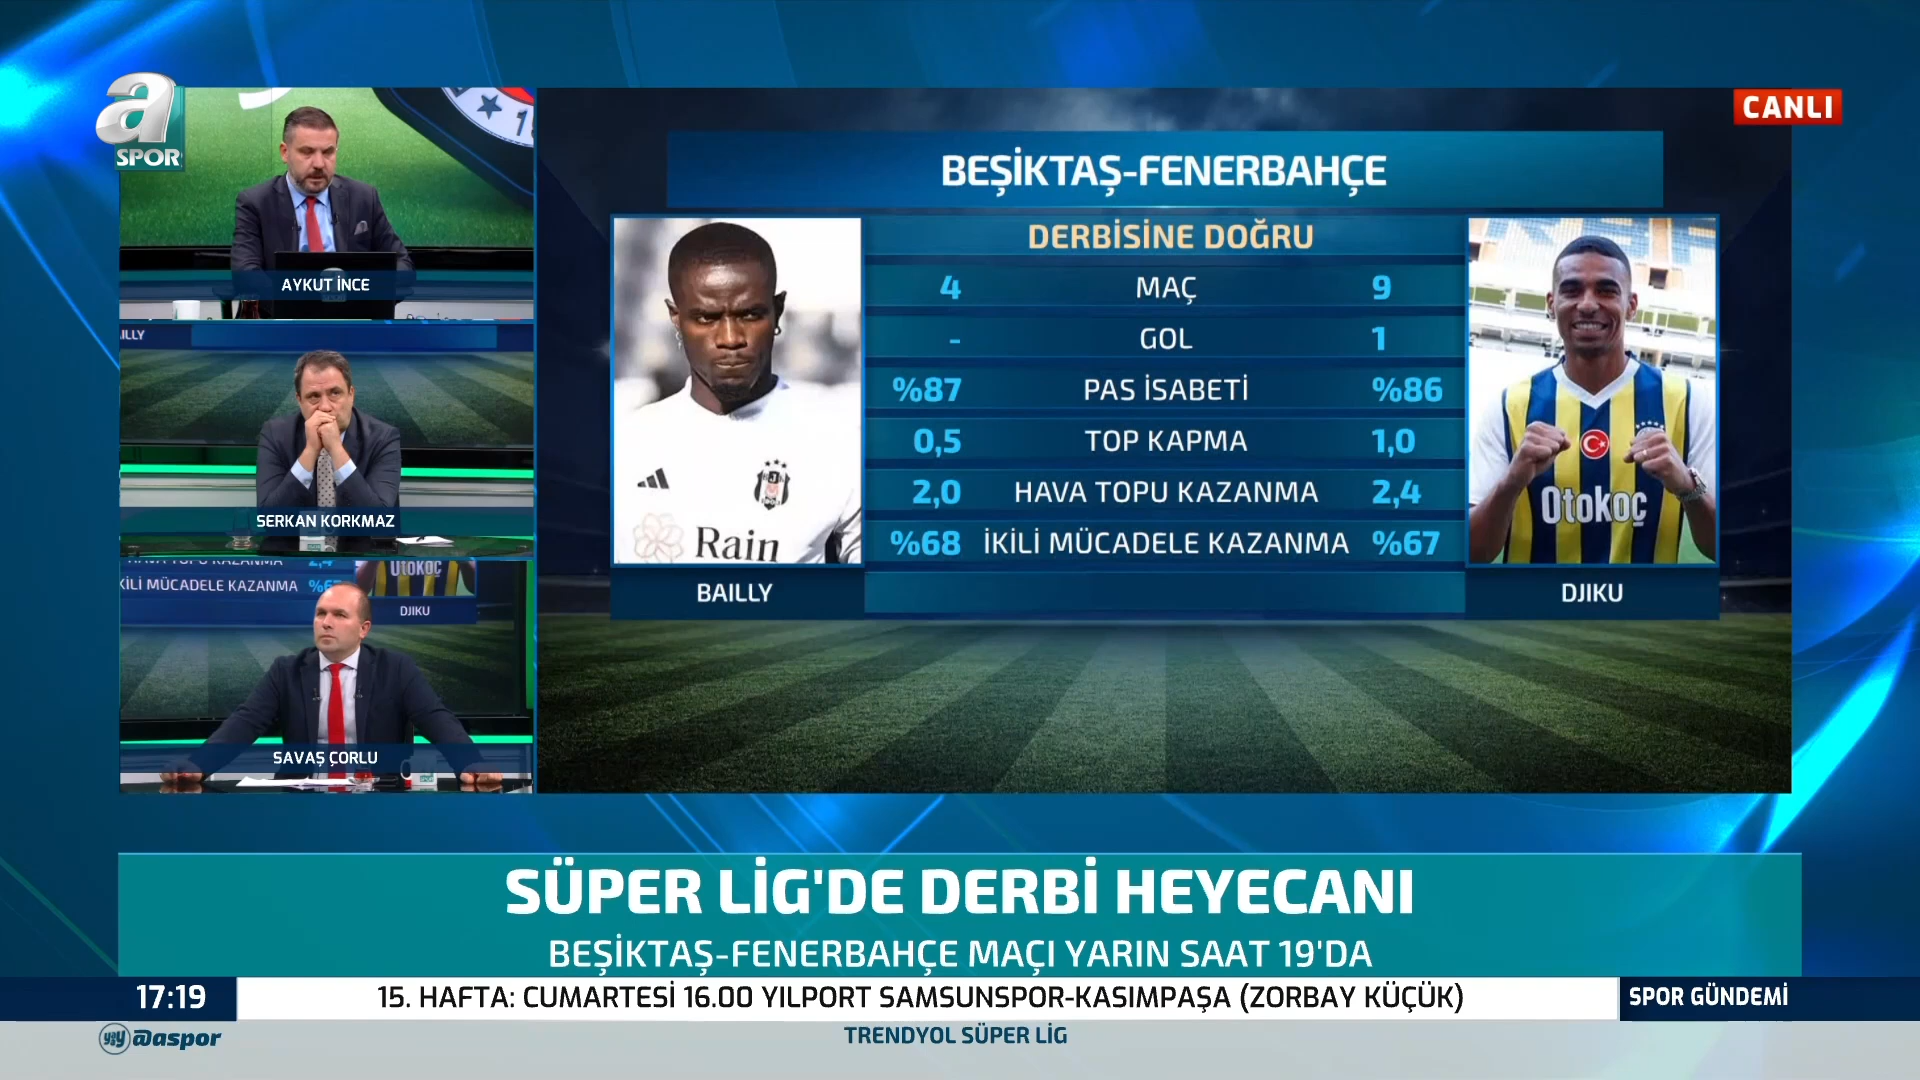 a
SPOR
CANLI
AYKUT İNCE
SERKAN KORKMAZ
İKİLİ MÜCADELE KAZANMA
DJIKU
SAVAŞ ÇORLU
BEŞİKTAŞ-FENERBAHÇE
DERBİSİNE DOĞRU
4 MAÇ 9
- GOL 1
%87 PAS İSABETİ %86
0,5 TOP KAPMA 1,0
2,0 HAVA TOPU KAZANMA 2,4
%68 İKİLİ MÜCADELE KAZANMA %67
Rain
Otokoç
BAILLY
DJIKU
SÜPER LİG'DE DERBİ HEYECANI
BEŞİKTAŞ-FENERBAHÇE MAÇI YARIN SAAT 19'DA
17:19
15. HAFTA: CUMARTESİ 16.00 YILPORT SAMSUNSPOR-KASIMPAŞA (ZORBAY KÜÇÜK)
SPOR GÜNDEMİ
@aspor
TRENDYOL SÜPER LİG